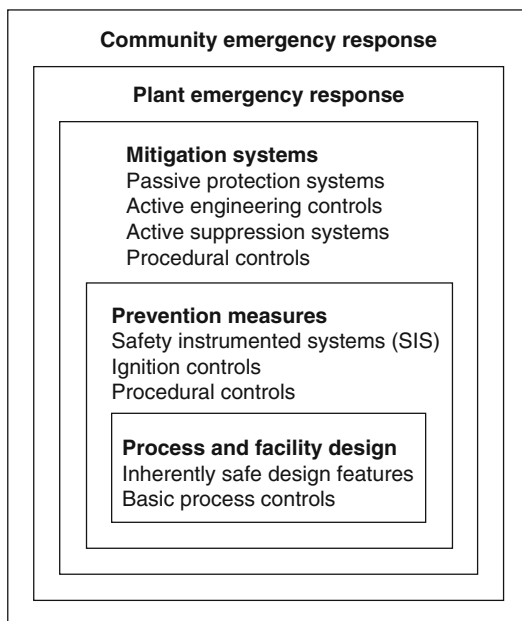 Community emergency response
Plant emergency response
Mitigation systems
Passive protection systems
Active engineering controls
Active suppression systems
Procedural controls
Prevention measures
Safety instrumented systems (SIS)
Ignition controls
Procedural controls
Process and facility design
Inherently safe design features
Basic process controls